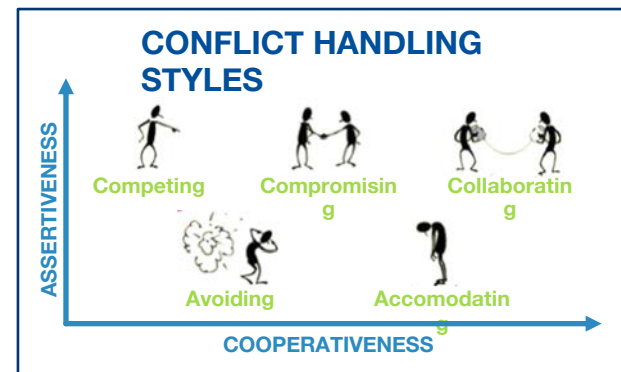 CONFLICT HANDLING
STYLES
ASSERTIVENESS
Competing
Compromisin
g
Collaboratin
g
Avoiding
Accomodatin
g
COOPERATIVENESS